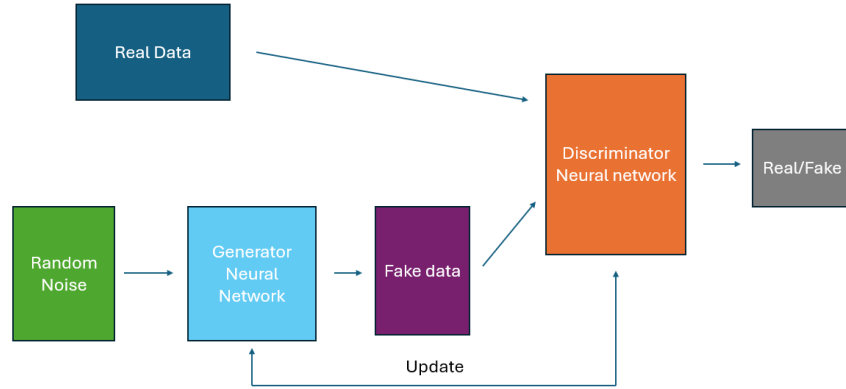 Real Data
Discriminator
Neural network
Real/Fake
Random
Noise
Generator
Neural
Network
Fake data
Update